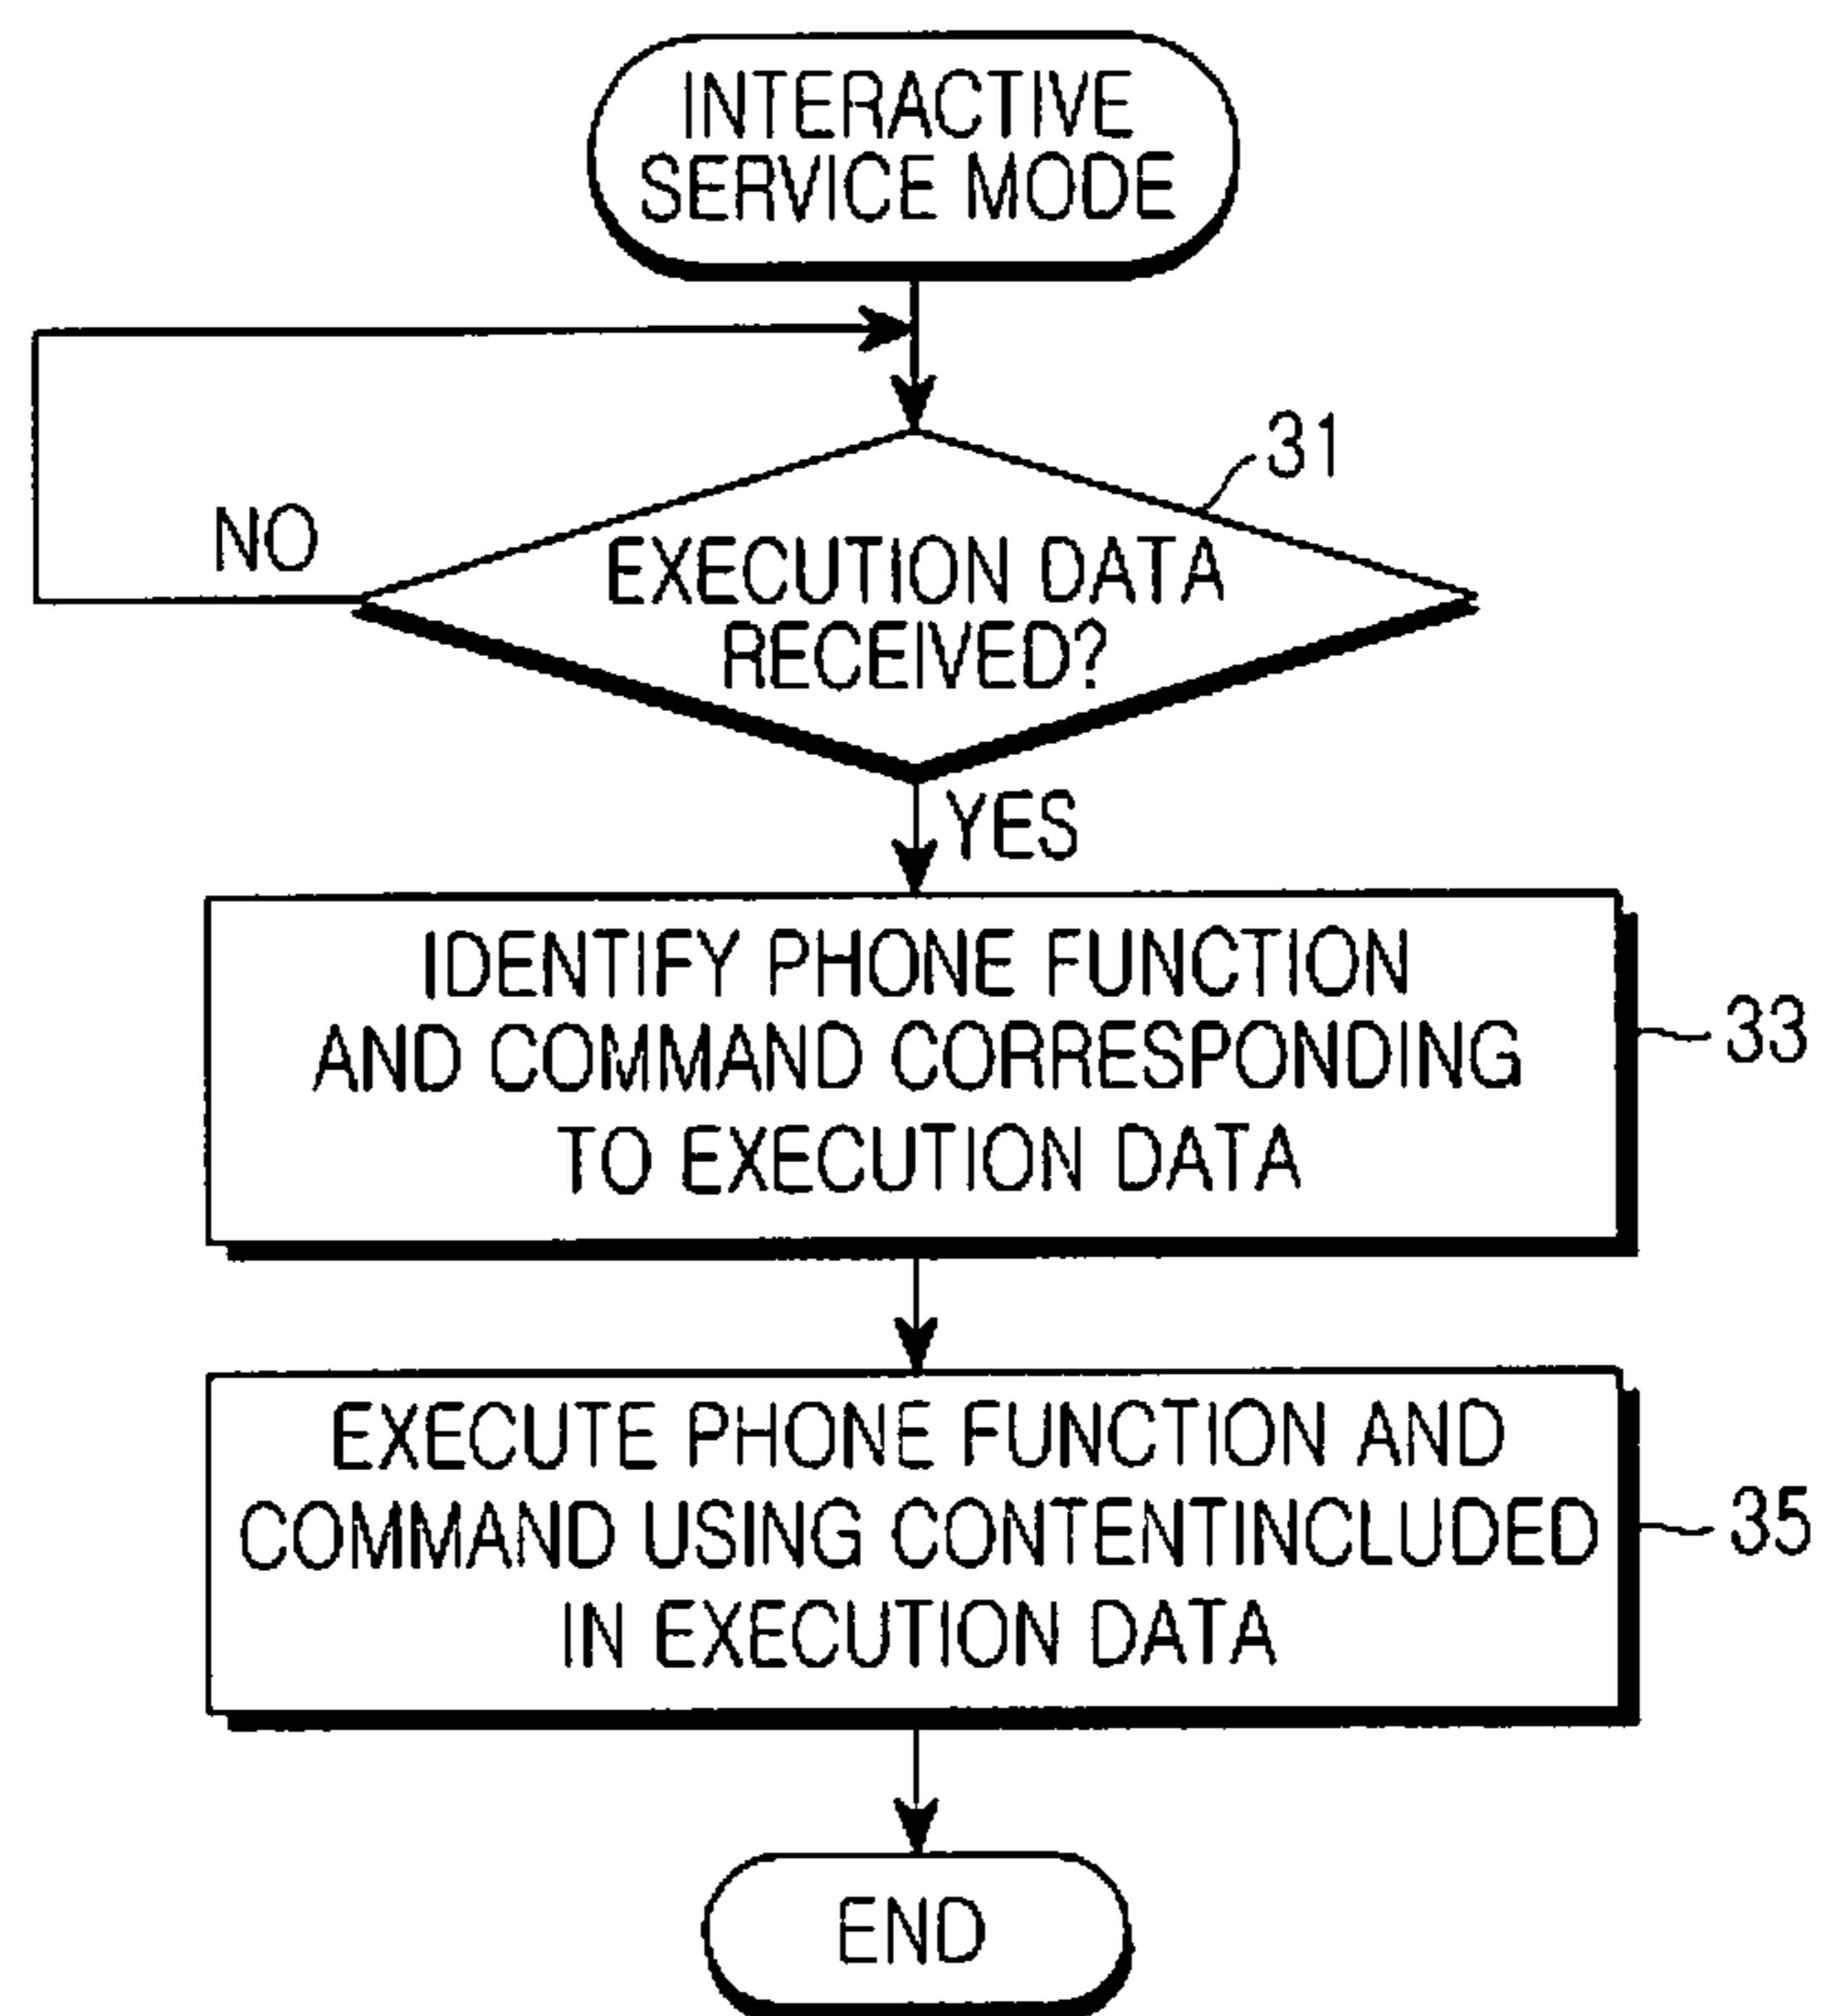 INTERACTIVE
SERVICE MODE
31
NO
EXECUTION DATA
RECEIVED?
YES
IDENTIFY PHONE FUNCTION
AND COMMAND CORRESPONDING
TO EXECUTION DATA
33
EXECUTE PHONE FUNCTION AND
COMMAND USING CONTENTINCLUDED
IN EXECUTION DATA
35
END